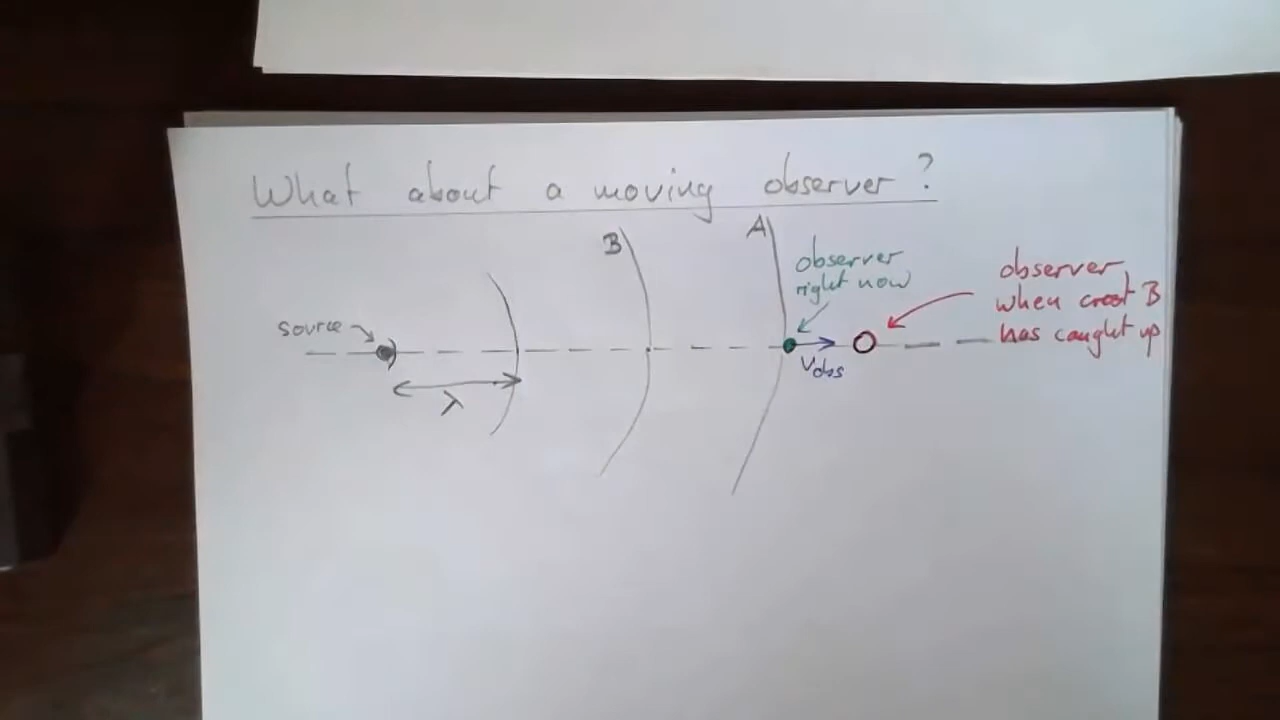 What about a moving observer?
B
A
observer
right now
observer
when crest B
has caught up
source
Vobs
λ